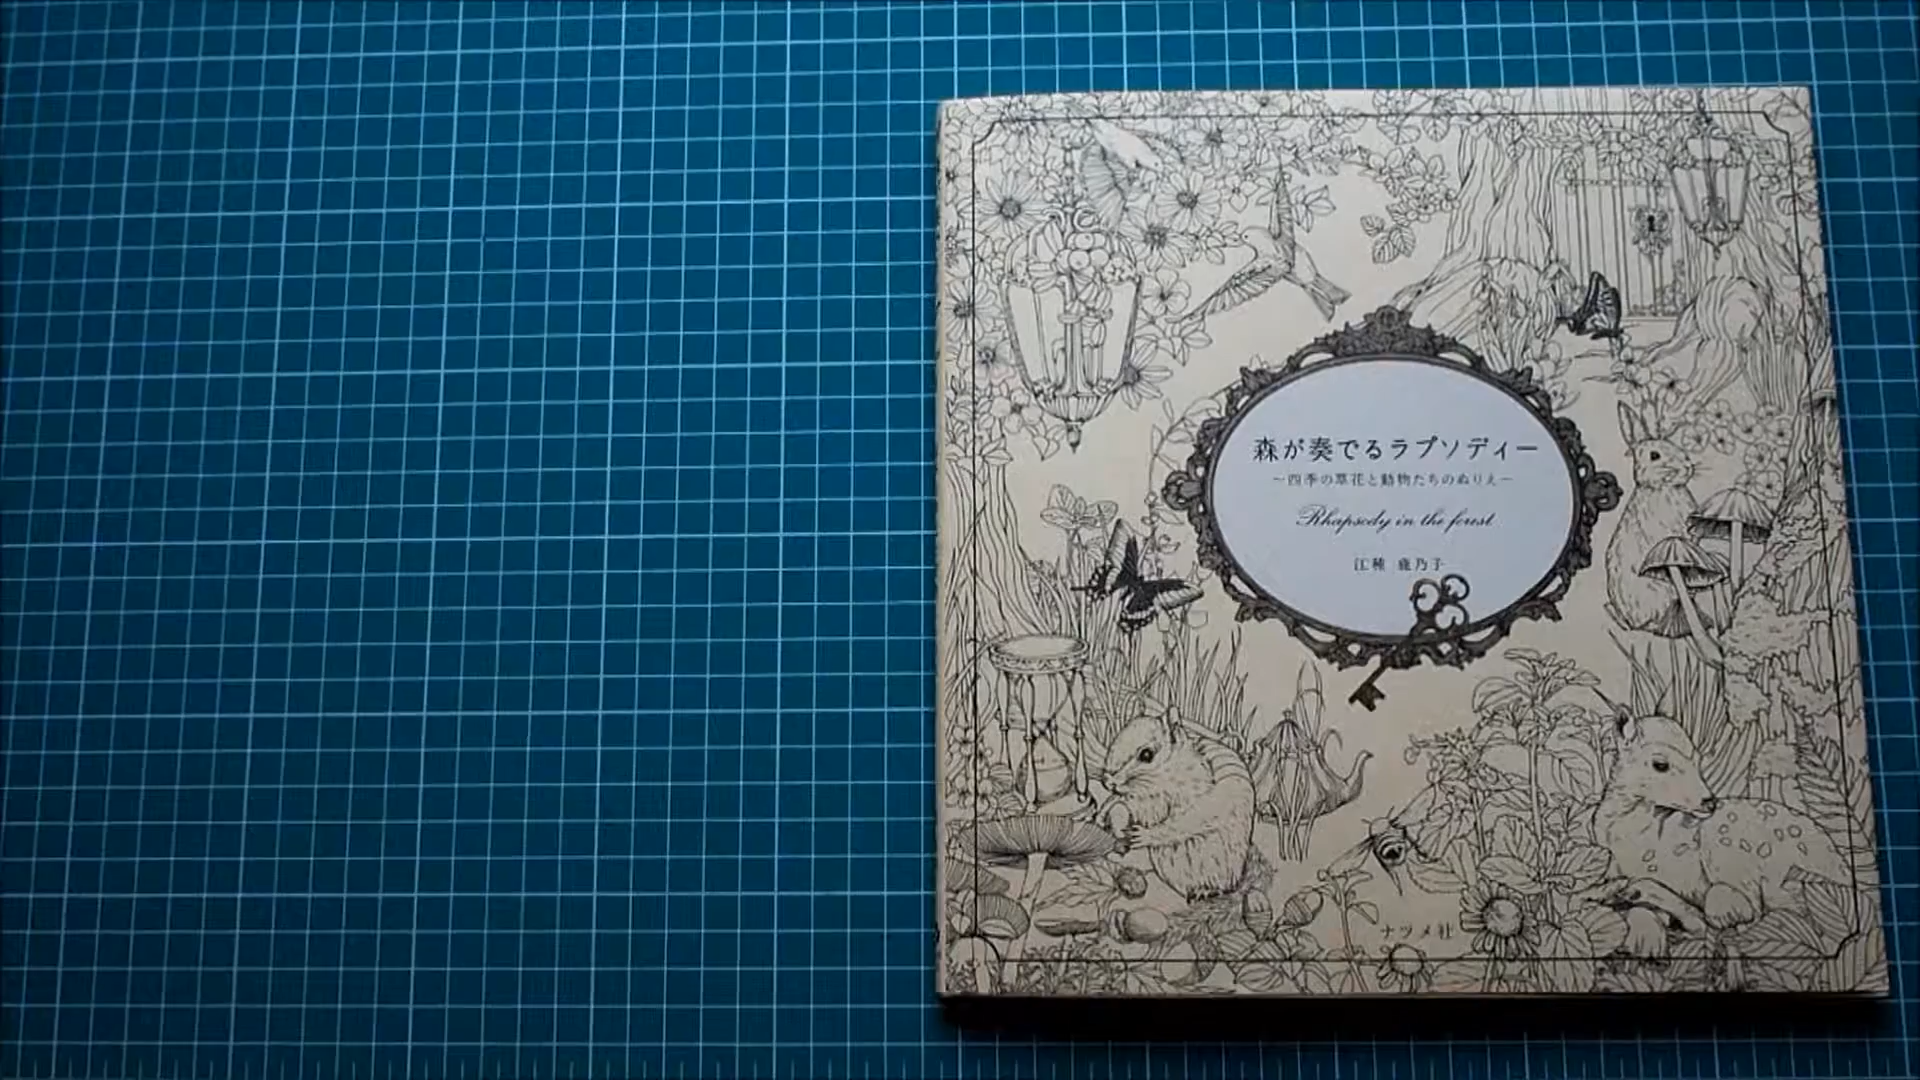 森が奏でるラプソディー
～四季の草花と動物たちのぬりえ～
Rhapsody in the forest
江種 鹿乃子
ナツメ社